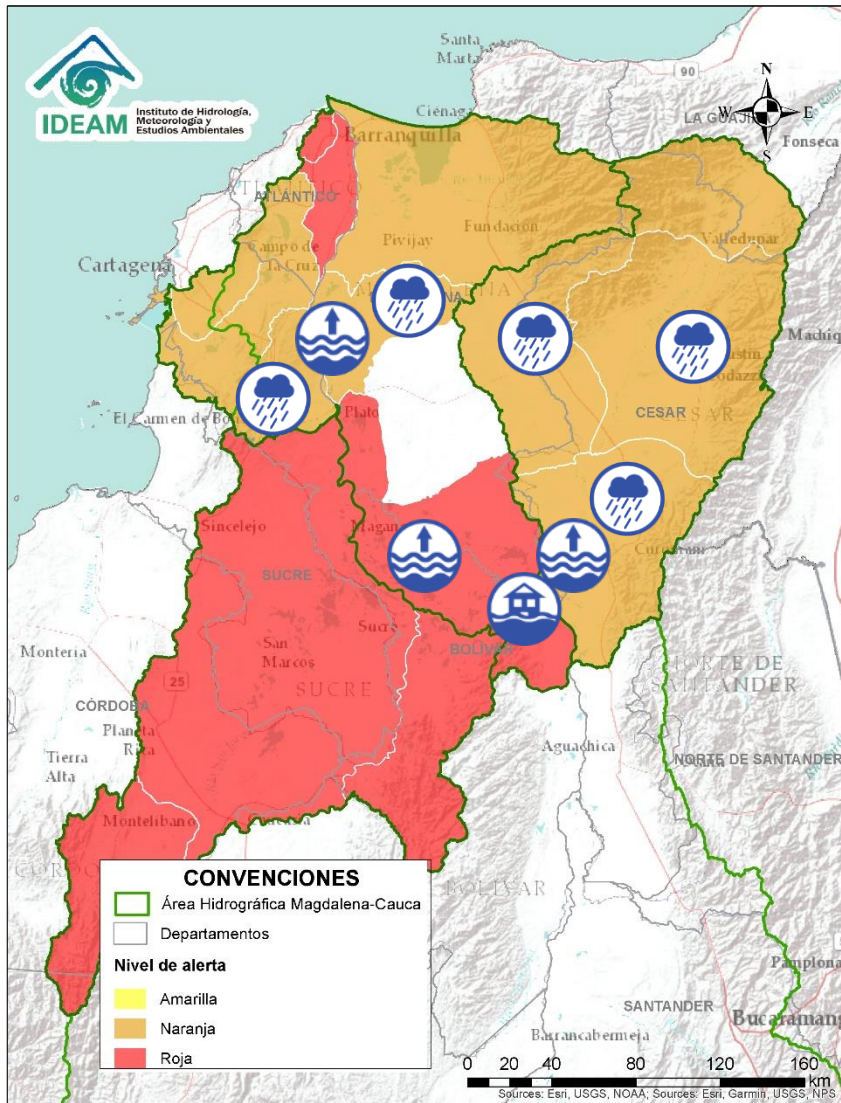 IDEAM
Instituto de Hidrología,
Meteorología y
Estudios Ambientales
Santa
Marta
90
N
W
E
S
LA GUAJI
Ciénaga
Fonseca
Barranquilla
ATLÁNTICO
Fundación
Pivijay
Valledupar
Campo de
la Cruz
Cartagena
Machiq
CESAR
El Carmen de Bo
Plato
Sincelejo
Magan
SUCRE
Sucre
BOLÍVAR
San
Marcos
SUCRE
Montería
25
CÓRDOBA
Planeta
Rica
Tierra
Alta
NORTE DE
SANTANDER
Aguachica
NORTE DE SANTANDER
Montelíbano
BOLÍVAR
CONVENCIONES
Área Hidrográfica Magdalena-Cauca
Departamentos
Nivel de alerta
Amarilla
Naranja
Roja
Pamplona
SANTANDER
Bucaramang
Barrancabermeja
0 20 40 80 120 160
km
Sources: Esri, USGS, NOAA; Sources: Esri, Garmin, USGS, NPS